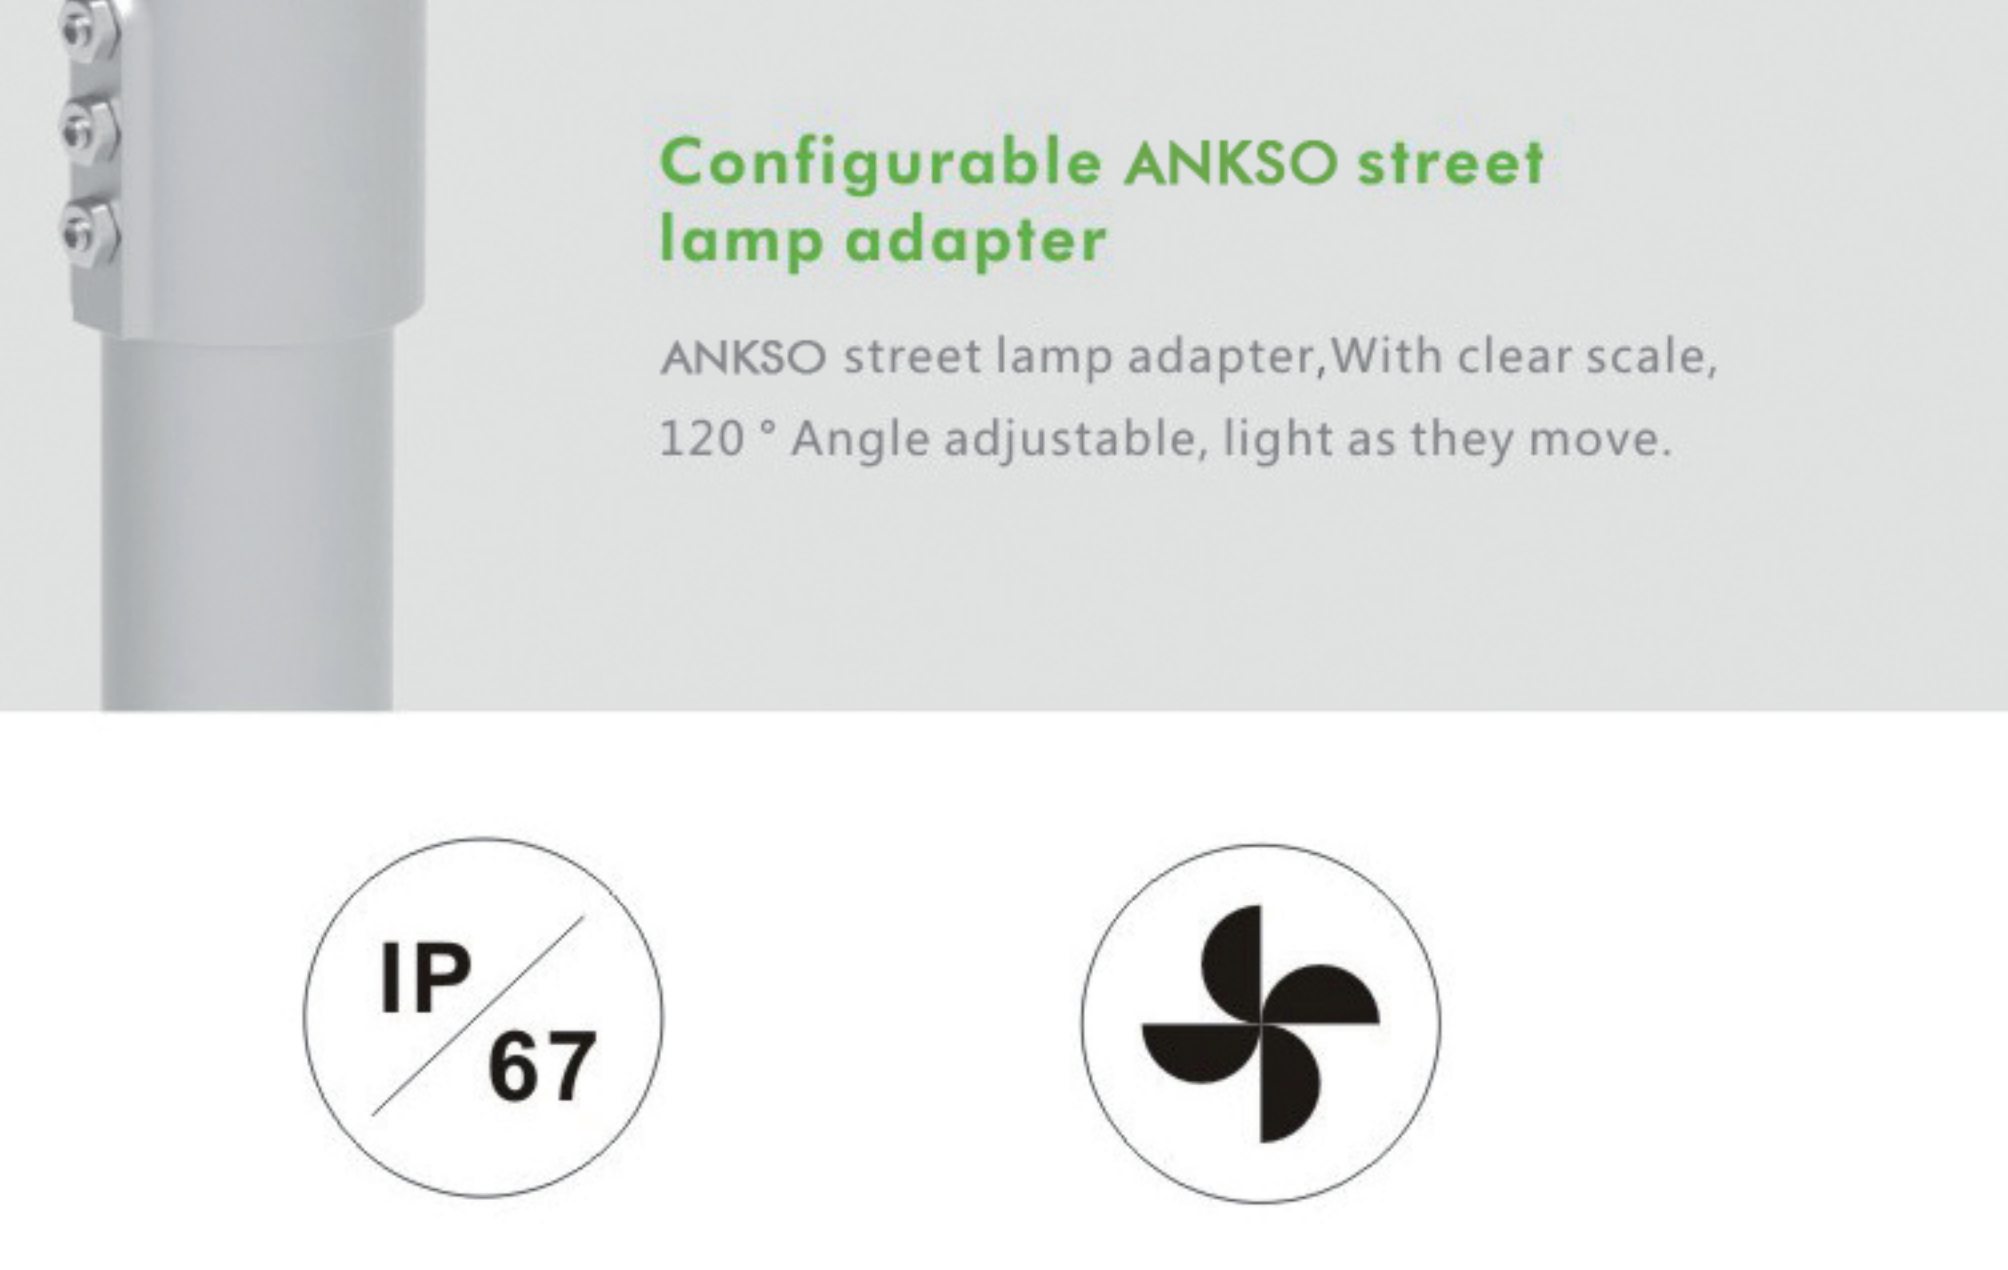 Configurable ANKSO street
lamp adapter
ANKSO street lamp adapter,With clear scale,
120 ° Angle adjustable, light as they move.
IP
67